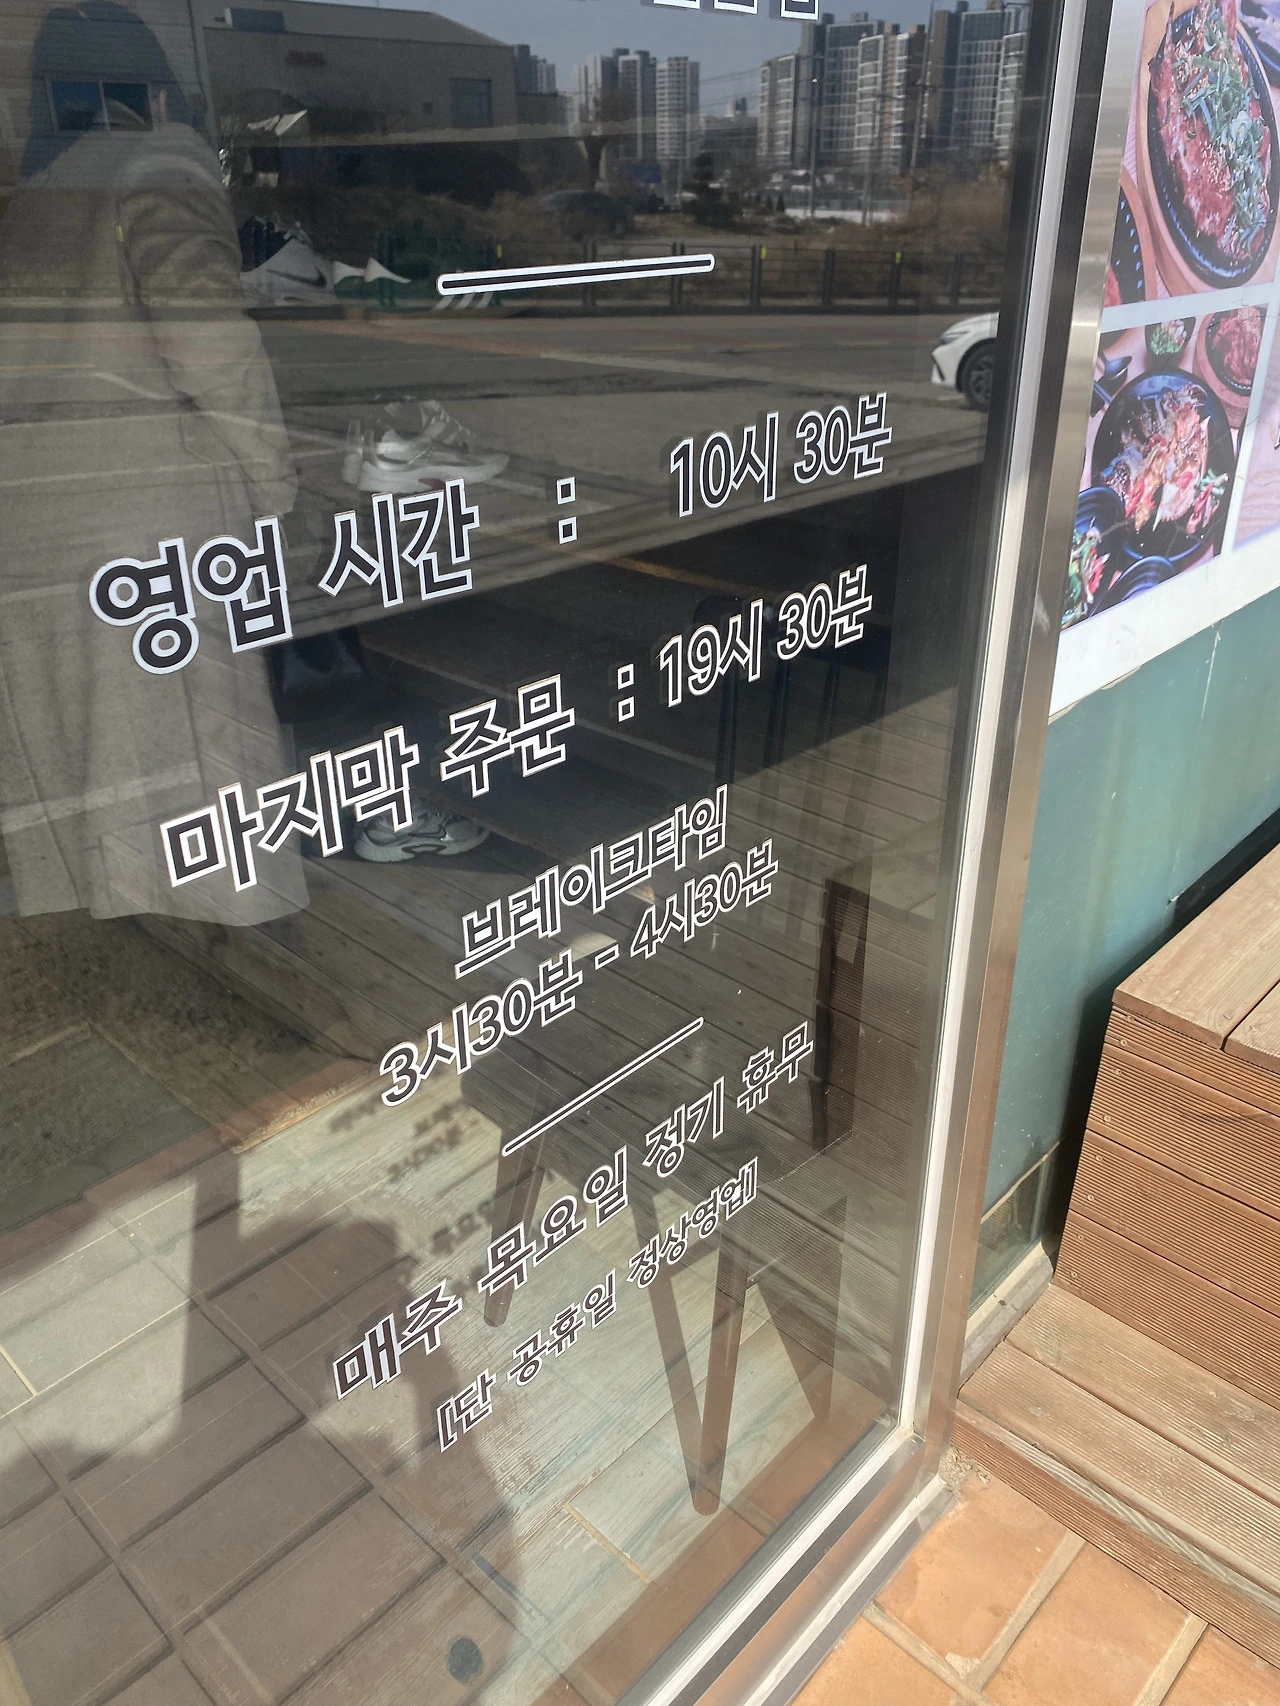 영업 시간 : 10시 30분
마지막 주문 : 19시 30분
브레이크타임
3시30분 - 4시30분
매주 목요일 정기 휴무
[단 공휴일 정상영업]